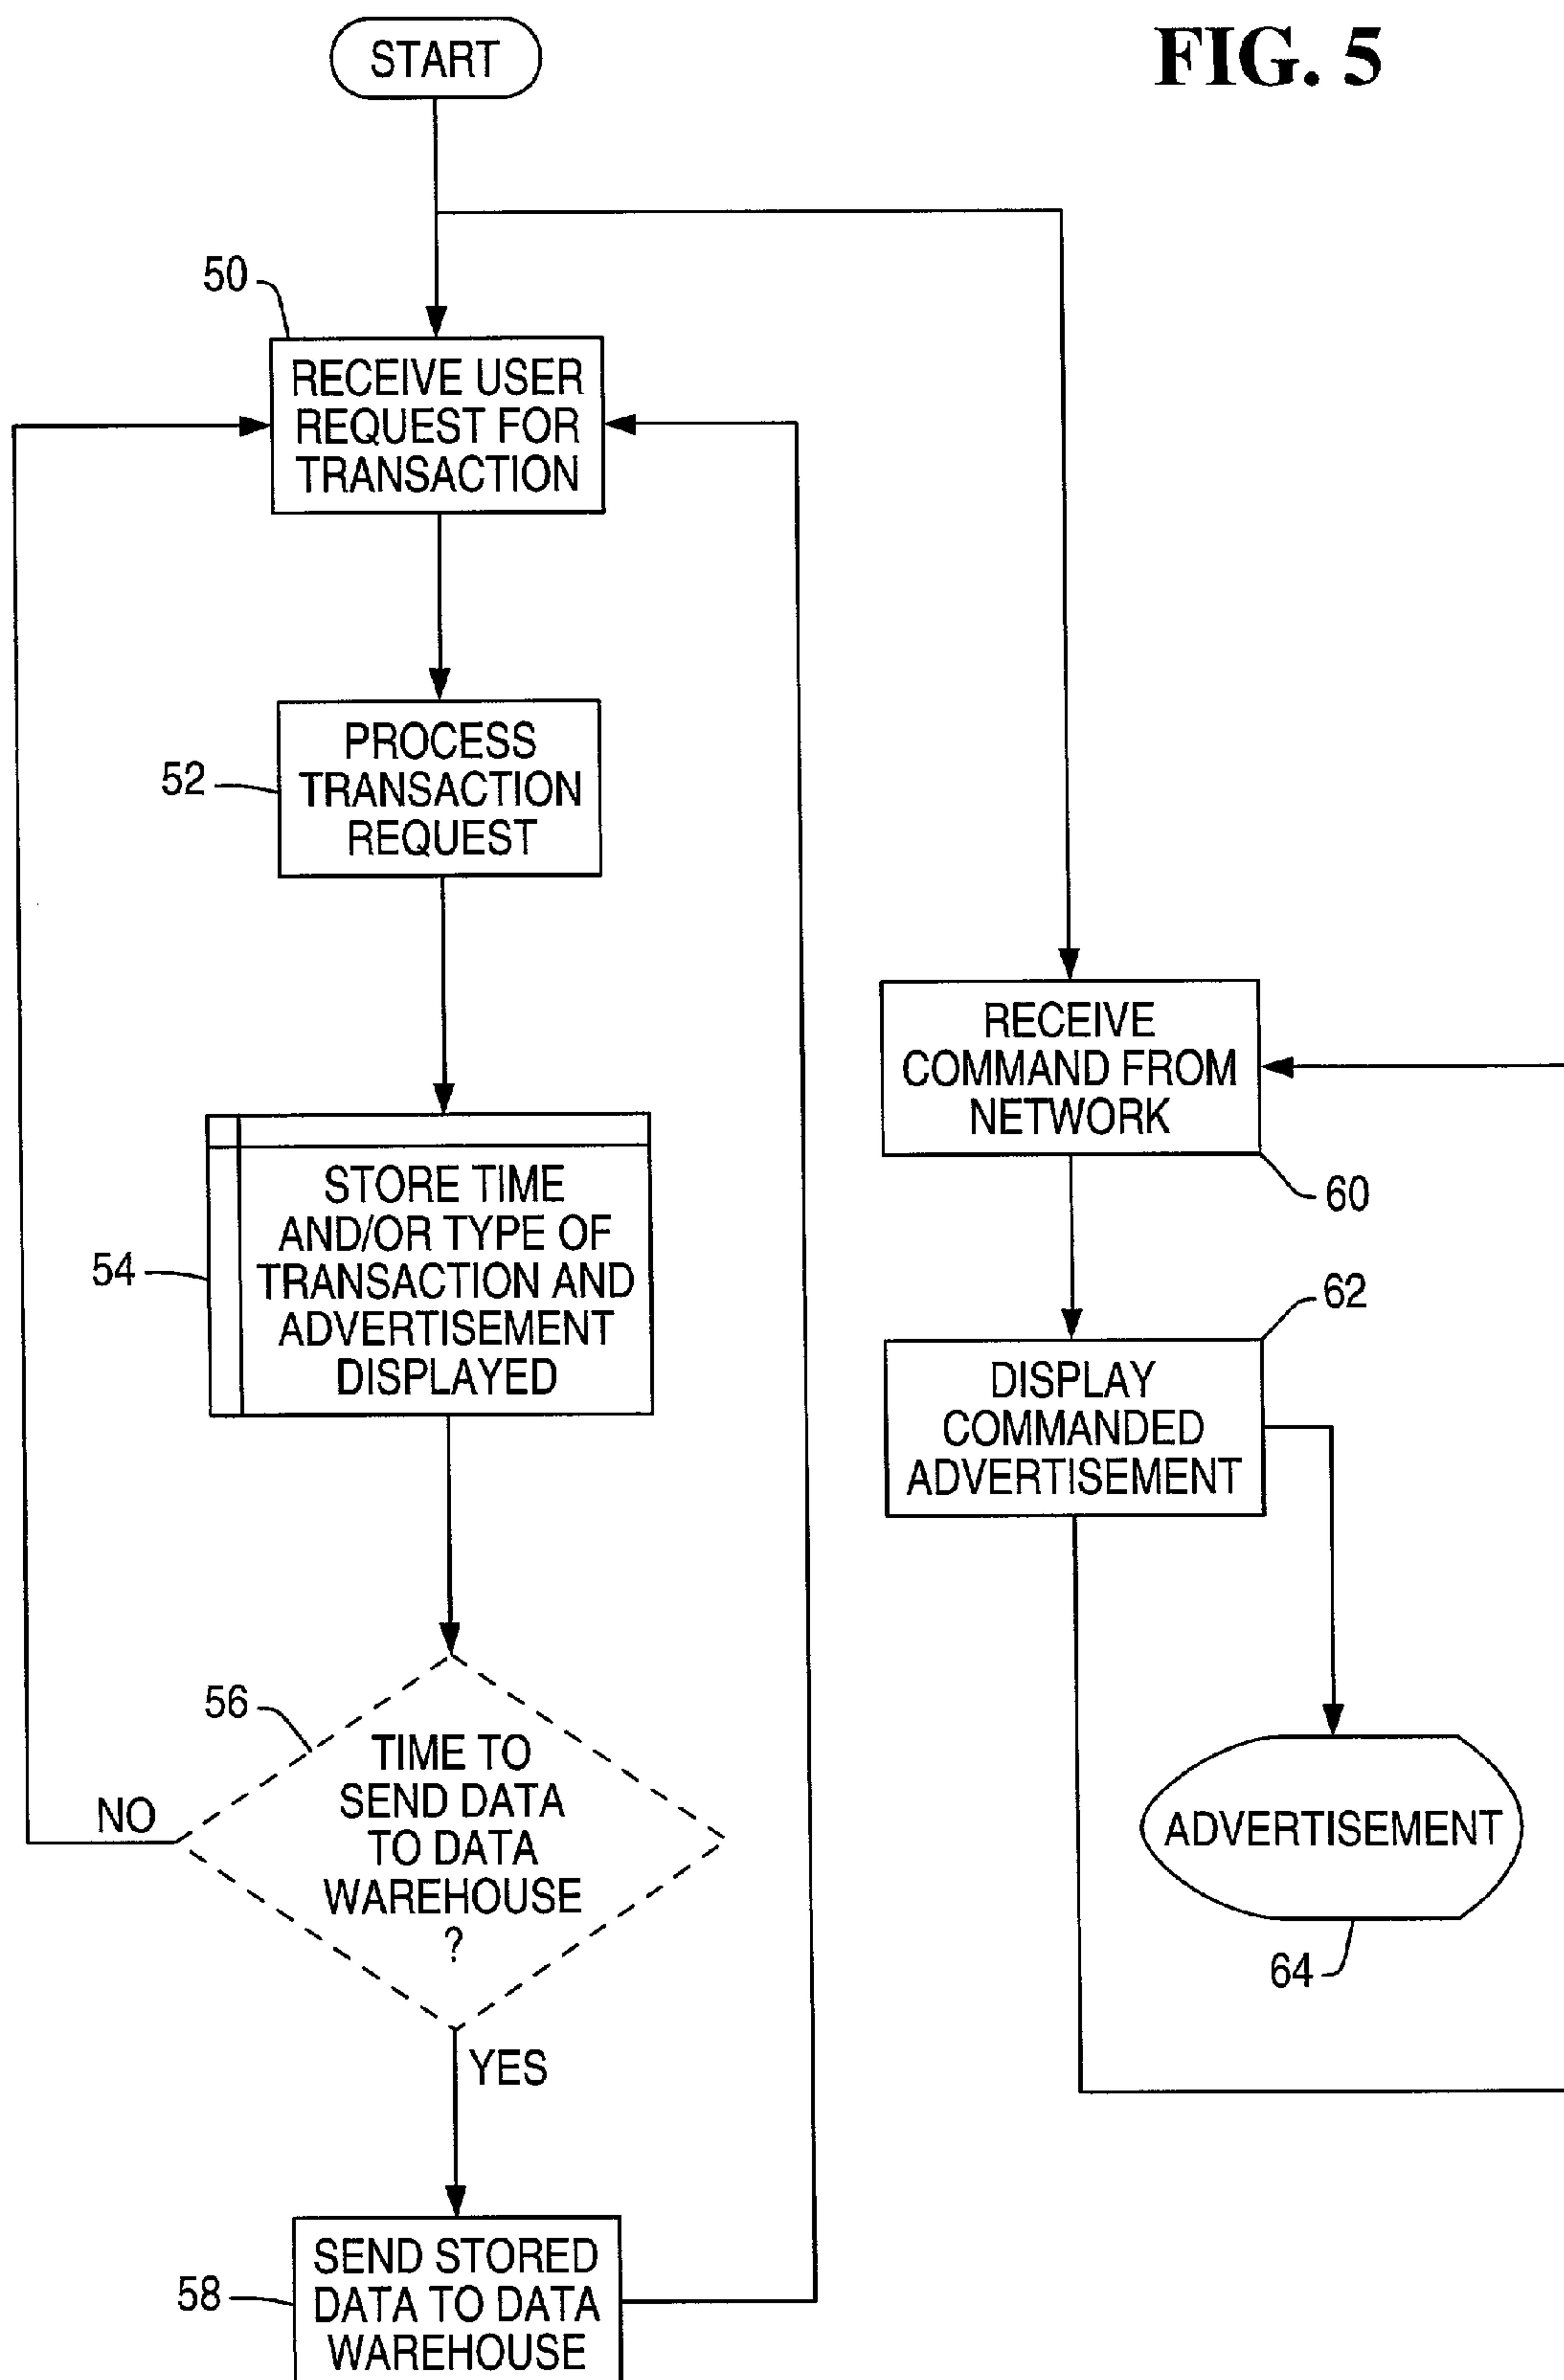 FIG. 5
START
50
RECEIVE USER
REQUEST FOR
TRANSACTION
52
PROCESS
TRANSACTION
REQUEST
54
STORE TIME
AND/OR TYPE OF
TRANSACTION AND
ADVERTISEMENT
DISPLAYED
56
TIME TO
SEND DATA
TO DATA
WAREHOUSE
?
NO
YES
58
SEND STORED
DATA TO DATA
WAREHOUSE
RECEIVE
COMMAND FROM
NETWORK
60
62
DISPLAY
COMMANDED
ADVERTISEMENT
ADVERTISEMENT
64